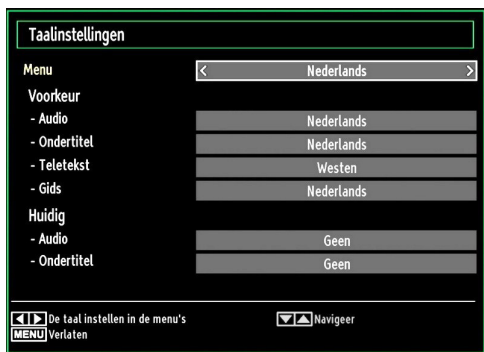 Taalinstellingen
Menu < Nederlands >
Voorkeur
- Audio Nederlands
- Ondertitel Nederlands
- Teletekst Westen
- Gids Nederlands
Huidig
- Audio Geen
- Ondertitel Geen
De taal instellen in de menu's Navigeer
MENU Verlaten